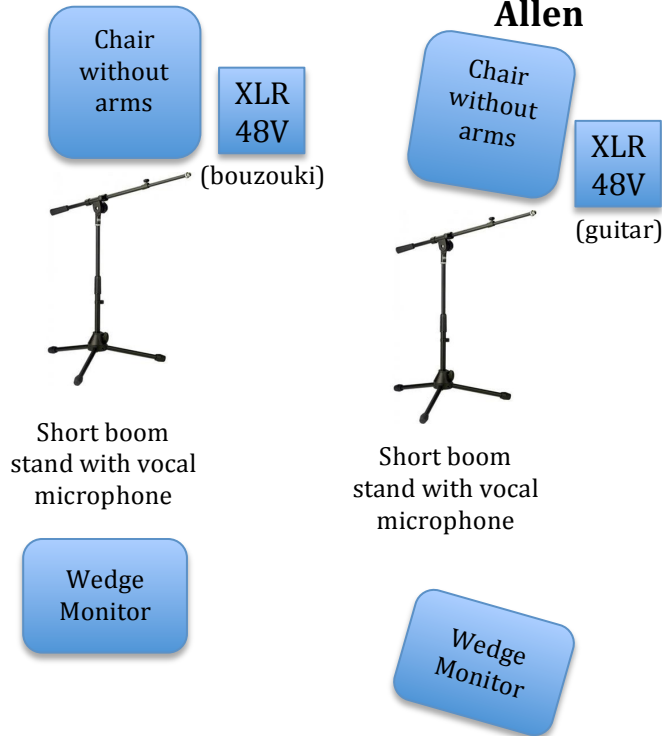 Allen
Chair
without
arms
XLR
48V
(bouzouki)
Chair
without
arms
XLR
48V
(guitar)
Short boom
stand with vocal
microphone
Short boom
stand with vocal
microphone
Wedge
Monitor
Wedge
Monitor